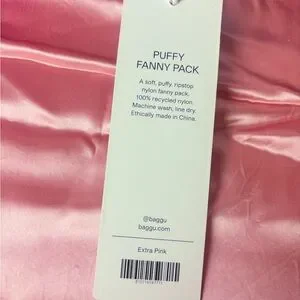 PUFFY
FANNY PACK
A soft, puffy, ripstop
nylon fanny pack.
100% recycled nylon.
Machine wash, line dry.
Ethically made in China.
@baggu
baggu.com
Extra Pink